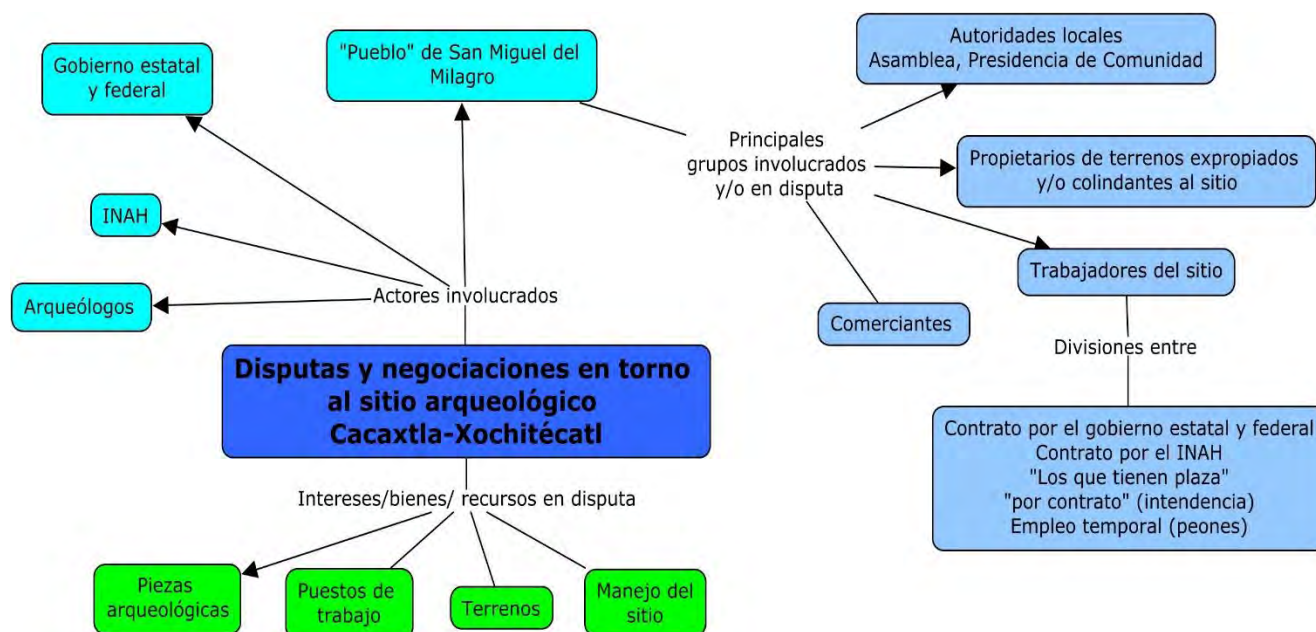 Gobierno estatal
y federal
"Pueblo" de San Miguel del
Milagro
Autoridades locales
Asamblea, Presidencia de Comunidad
Principales
grupos involucrados
y/o en disputa
Propietarios de terrenos expropiados
y/o colindantes al sitio
INAH
Trabajadores del sitio
Arqueólogos
Actores involucrados
Comerciantes
Divisiones entre
Disputas y negociaciones en torno
al sitio arqueológico
Cacaxtla-Xochitécatl
Contrato por el gobierno estatal y federal
Contrato por el INAH
"Los que tienen plaza"
"por contrato" (intendencia)
Empleo temporal (peones)
Intereses/bienes/ recursos en disputa
Piezas
arqueológicas
Puestos de
trabajo
Terrenos
Manejo del
sitio